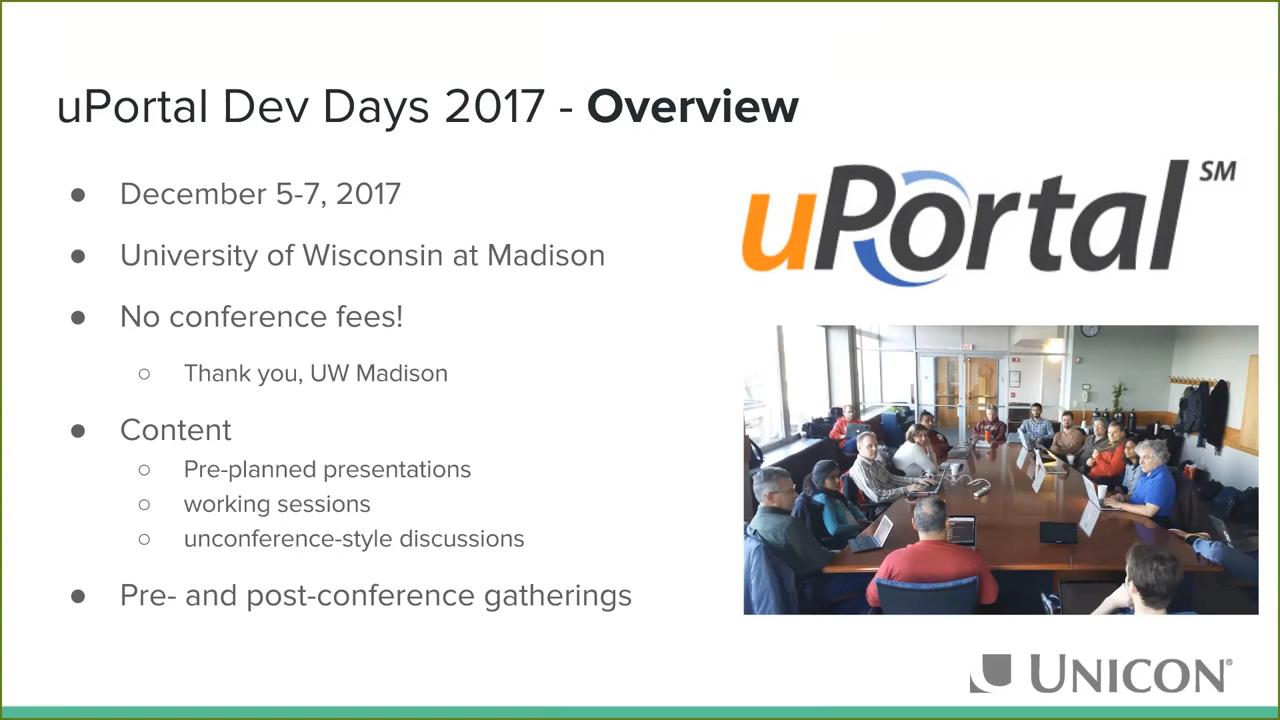 uPortal Dev Days 2017 - Overview
● December 5-7, 2017
● University of Wisconsin at Madison
● No conference fees!
○ Thank you, UW Madison
● Content
○ Pre-planned presentations
○ working sessions
○ unconference-style discussions
● Pre- and post-conference gatherings
uPortal SM
UNICON®